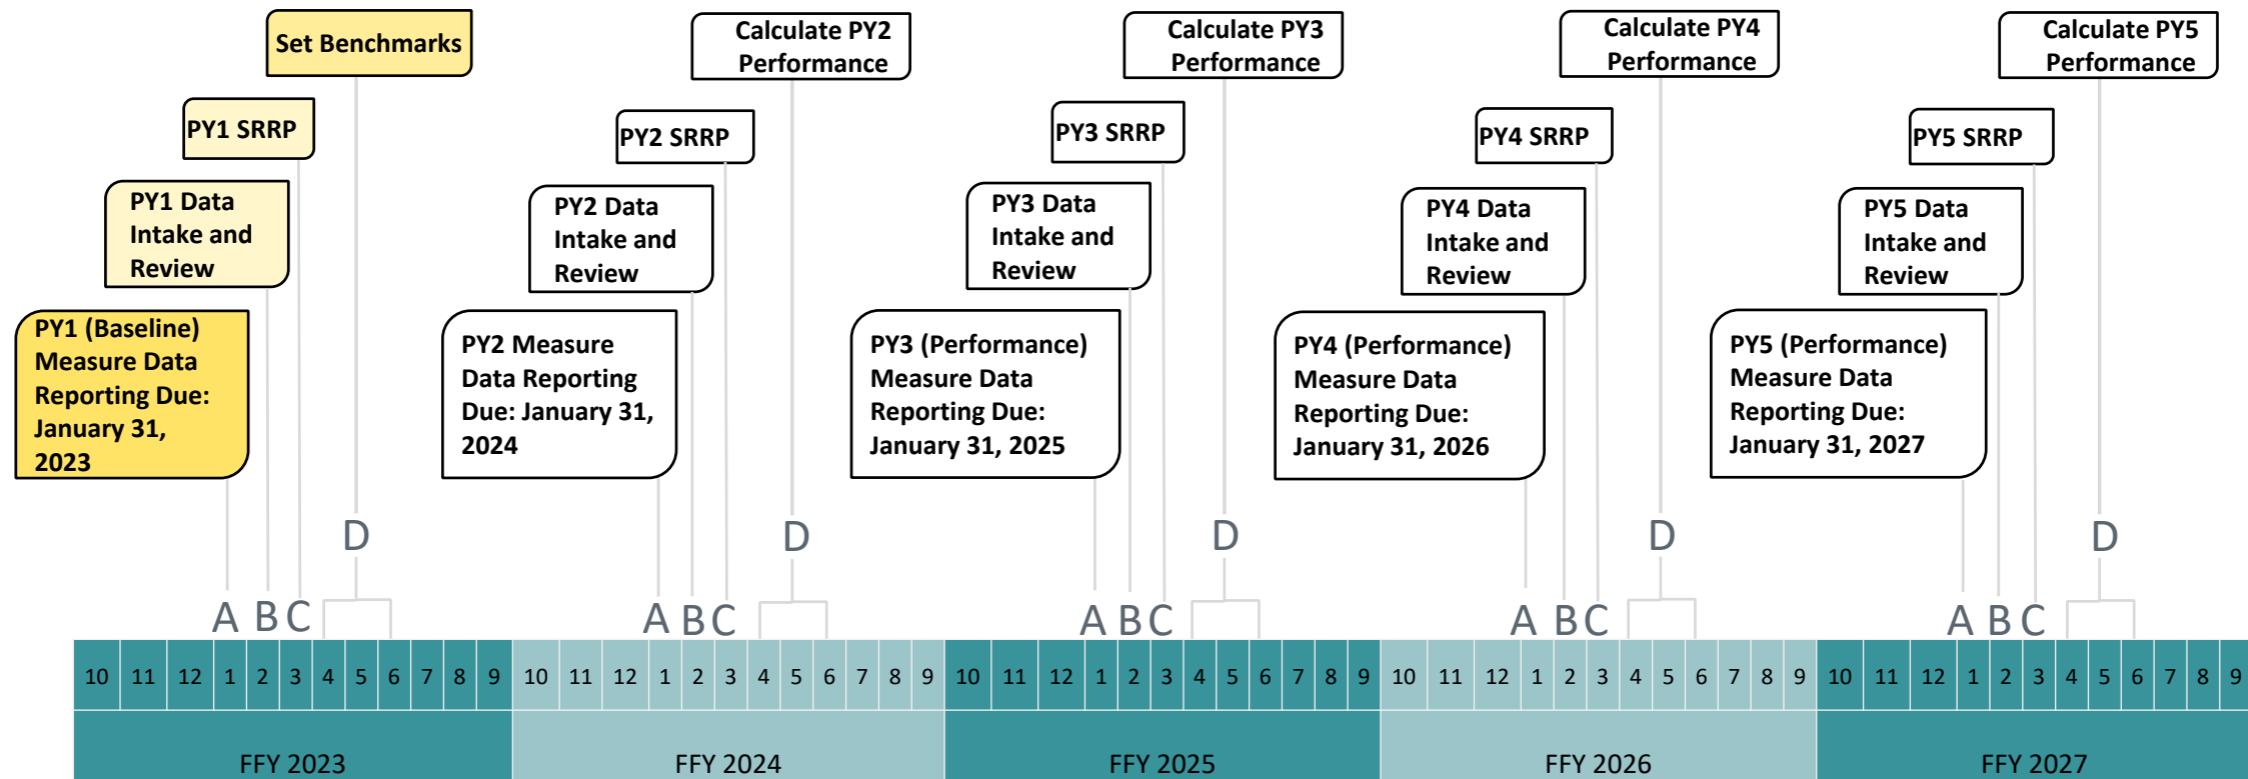 Set Benchmarks
Calculate PY2
Performance
Calculate PY3
Performance
Calculate PY4
Performance
Calculate PY5
Performance
PY1 SRRP
PY2 SRRP
PY3 SRRP
PY4 SRRP
PY5 SRRP
PY1 Data
Intake and
Review
PY2 Data
Intake and
Review
PY3 Data
Intake and
Review
PY4 Data
Intake and
Review
PY5 Data
Intake and
Review
PY1 (Baseline)
Measure Data
Reporting Due:
January 31,
2023
PY2 Measure
Data Reporting
Due: January 31,
2024
PY3 (Performance)
Measure Data
Reporting Due:
January 31, 2025
PY4 (Performance)
Measure Data
Reporting Due:
January 31, 2026
PY5 (Performance)
Measure Data
Reporting Due:
January 31, 2027
D D D D D
A B C A B C A B C A B C A B C
10 11 12 1 2 3 4 5 6 7 8 9 10 11 12 1 2 3 4 5 6 7 8 9 10 11 12 1 2 3 4 5 6 7 8 9 10 11 12 1 2 3 4 5 6 7 8 9 10 11 12 1 2 3 4 5 6 7 8 9
FFY 2023 FFY 2024 FFY 2025 FFY 2026 FFY 2027